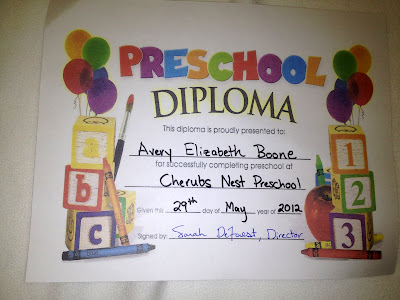 PRESCHOOL
DIPLOMA
This diploma is proudly presented to:
Avery Elizabeth Boone
for successfully completing preschool at
Cherubs Nest Preschool
Given this 29th day of May year of 2012
Signed by: Sarah DeForest, Director
a
b
c
1
2
3